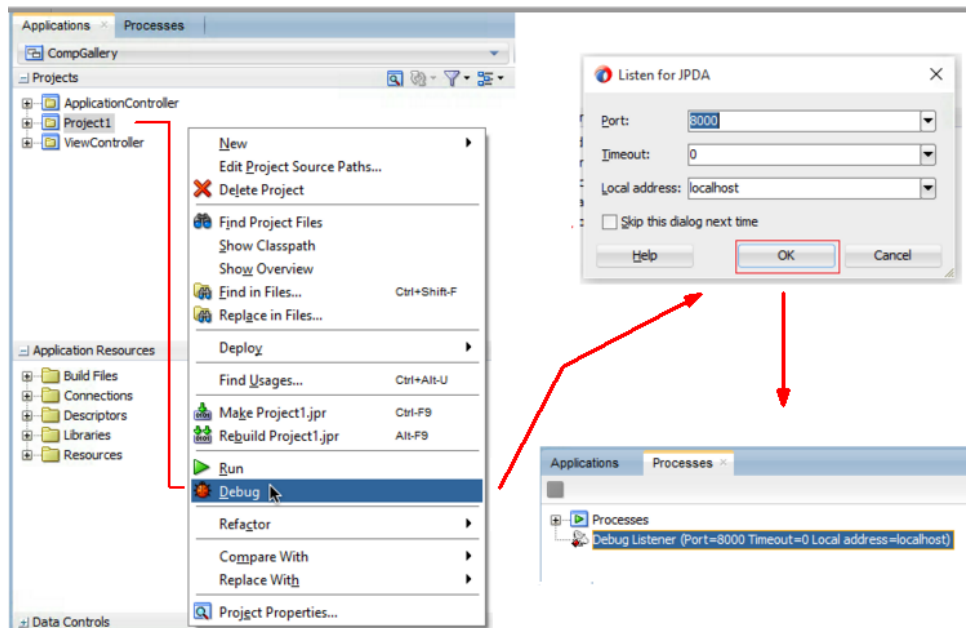 Applications
Processes
CompGallery
Projects
ApplicationController
Project1
ViewController
New
Edit Project Source Paths...
Delete Project
Find Project Files
Show Classpath
Show Overview
Find in Files... Ctrl+Shift-F
Replace in Files...
Deploy
Find Usages... Ctrl+Alt-U
Make Project1.jpr Ctrl-F9
Rebuild Project1.jpr Alt-F9
Run
Debug
Refactor
Compare With
Replace With
Project Properties...
Application Resources
Build Files
Connections
Descriptors
Libraries
Resources
Data Controls
Listen for JPDA
Port: 8000
Timeout: 0
Local address: localhost
Skip this dialog next time
Help OK Cancel
Applications Processes
Processes
Debug Listener (Port=8000 Timeout=0 Local address=localhost)